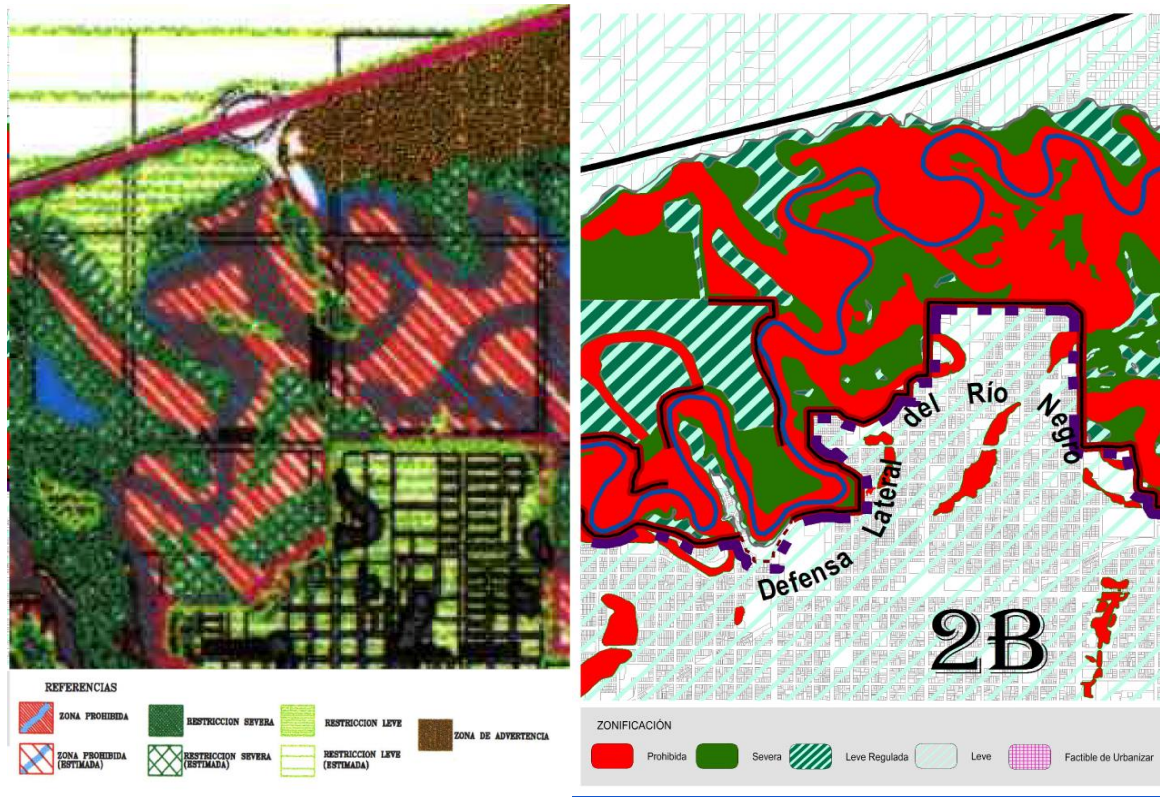 Defensa Lateral del Río Negro
2B
REFERENCIAS
ZONA PROHIBIDA
RESTRICCION SEVERA
RESTRICCION LEVE
ZONA DE ADVERTENCIA
ZONA PROHIBIDA
(ESTIMADA)
RESTRICCION SEVERA
(ESTIMADA)
RESTRICCION LEVE
(ESTIMADA)
ZONIFICACIÓN
Prohibida
Severa
Leve Regulada
Leve
Factible de Urbanizar